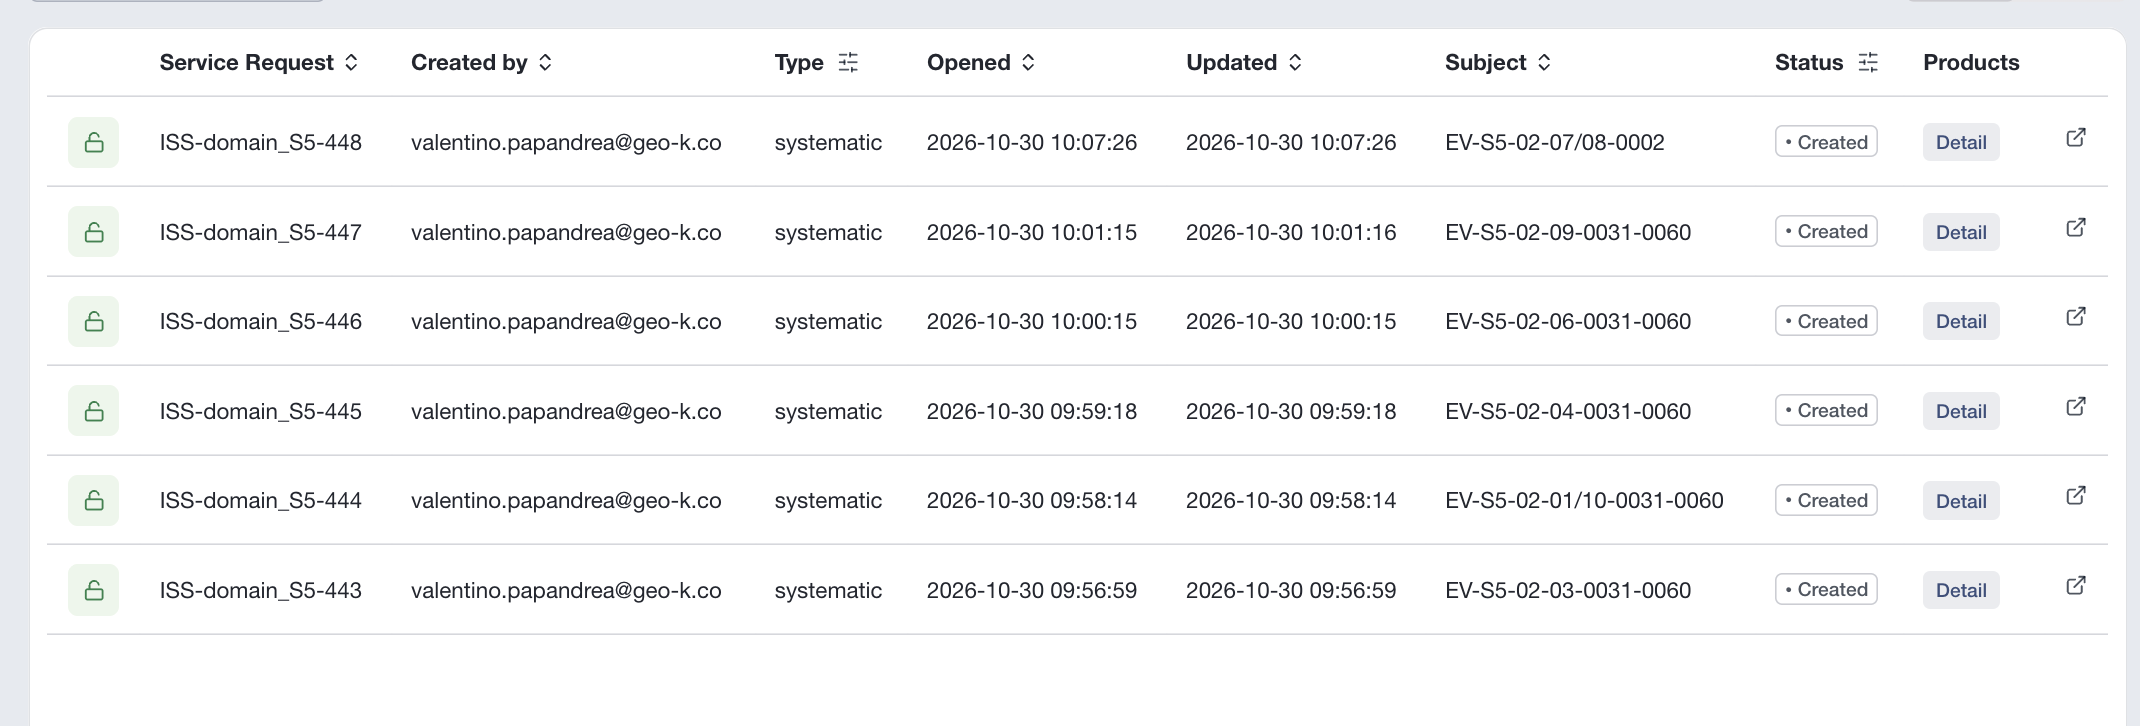 Service Request Created by Type Opened Updated Subject Status Products
ISS-domain_S5-448 valentino.papandrea@geo-k.co systematic 2026-10-30 10:07:26 2026-10-30 10:07:26 EV-S5-02-07/08-0002 • Created Detail
ISS-domain_S5-447 valentino.papandrea@geo-k.co systematic 2026-10-30 10:01:15 2026-10-30 10:01:16 EV-S5-02-09-0031-0060 • Created Detail
ISS-domain_S5-446 valentino.papandrea@geo-k.co systematic 2026-10-30 10:00:15 2026-10-30 10:00:15 EV-S5-02-06-0031-0060 • Created Detail
ISS-domain_S5-445 valentino.papandrea@geo-k.co systematic 2026-10-30 09:59:18 2026-10-30 09:59:18 EV-S5-02-04-0031-0060 • Created Detail
ISS-domain_S5-444 valentino.papandrea@geo-k.co systematic 2026-10-30 09:58:14 2026-10-30 09:58:14 EV-S5-02-01/10-0031-0060 • Created Detail
ISS-domain_S5-443 valentino.papandrea@geo-k.co systematic 2026-10-30 09:56:59 2026-10-30 09:56:59 EV-S5-02-03-0031-0060 • Created Detail